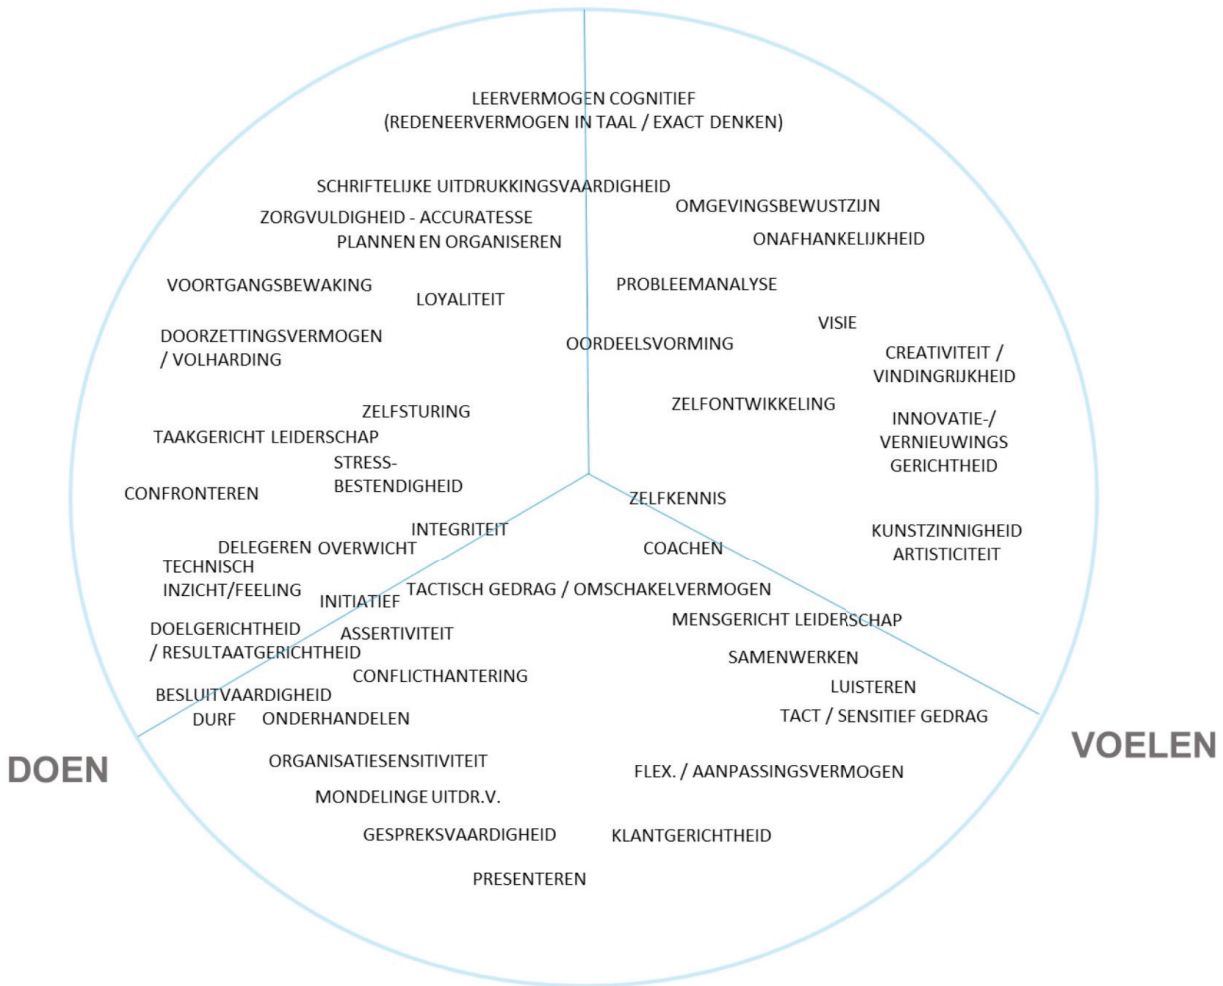 LEERVERMOGEN COGNITIEF
(REDENEERVERMOGEN IN TAAL / EXACT DENKEN)
SCHRIFTELIJKE UITDRUKKINGSVAARDIGHEID
OMGEVINGSBEWUSTZIJN
ZORGVULDIGHEID - ACCURATESSE
ONAFHANKELIJKHEID
PLANNEN EN ORGANISEREN
VOORTGANGSBEWAKING
PROBLEEMANALYSE
LOYALITEIT
VISIE
DOORZETTINGSVERMOGEN
/ VOLHARDING
OORDEELSVORMING
CREATIVITEIT /
VINDINGRIJKHEID
ZELFSTURING
ZELFONTWIKKELING
INNOVATIE-/
VERNIEUWINGS
GERICHTHEID
TAAKGERICHT LEIDERSCHAP
STRESS-
BESTENDIGHEID
CONFRONTEREN
ZELFKENNIS
INTEGRITEIT
KUNSTZINNIGHEID
ARTISTICITEIT
DELEGEREN
OVERWICHT
COACHEN
TECHNISCH
INZICHT/FEELING
INITIATIEF
TACTISCH GEDRAG / OMSCHAKELVERMOGEN
MENSGERICHT LEIDERSCHAP
DOELGERICHTHEID
/ RESULTAATGERICHTHEID
ASSERTIVITEIT
SAMENWERKEN
CONFLICTHANTERING
LUISTEREN
BESLUITVAARDIGHEID
DURF
ONDERHANDELEN
TACT / SENSITIEF GEDRAG
VOELEN
DOEN
ORGANISATIESENSITIVITEIT
FLEX. / AANPASSINGSVERMOGEN
MONDELINGE UITDR.V.
GESPREKSVAARDIGHEID
KLANTGERICHTHEID
PRESENTEREN